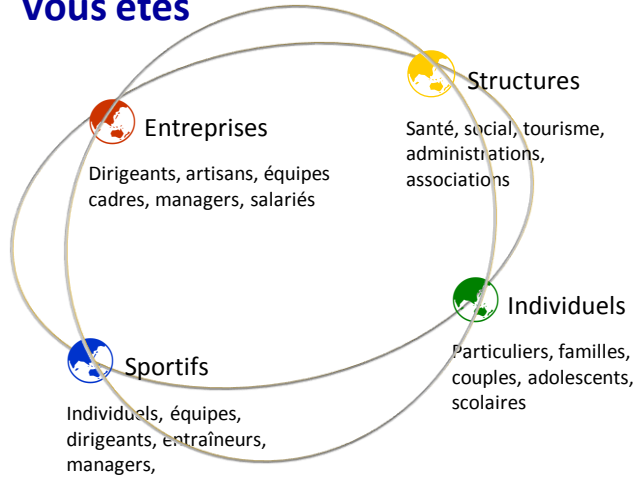 Vous êtes
Structures
Santé, social, tourisme,
administrations,
associations
Entreprises
Dirigeants, artisans, équipes
cadres, managers, salariés
Individuels
Particuliers, familles,
couples, adolescents,
scolaires
Sportifs
Individuels, équipes,
dirigeants, entraîneurs,
managers,